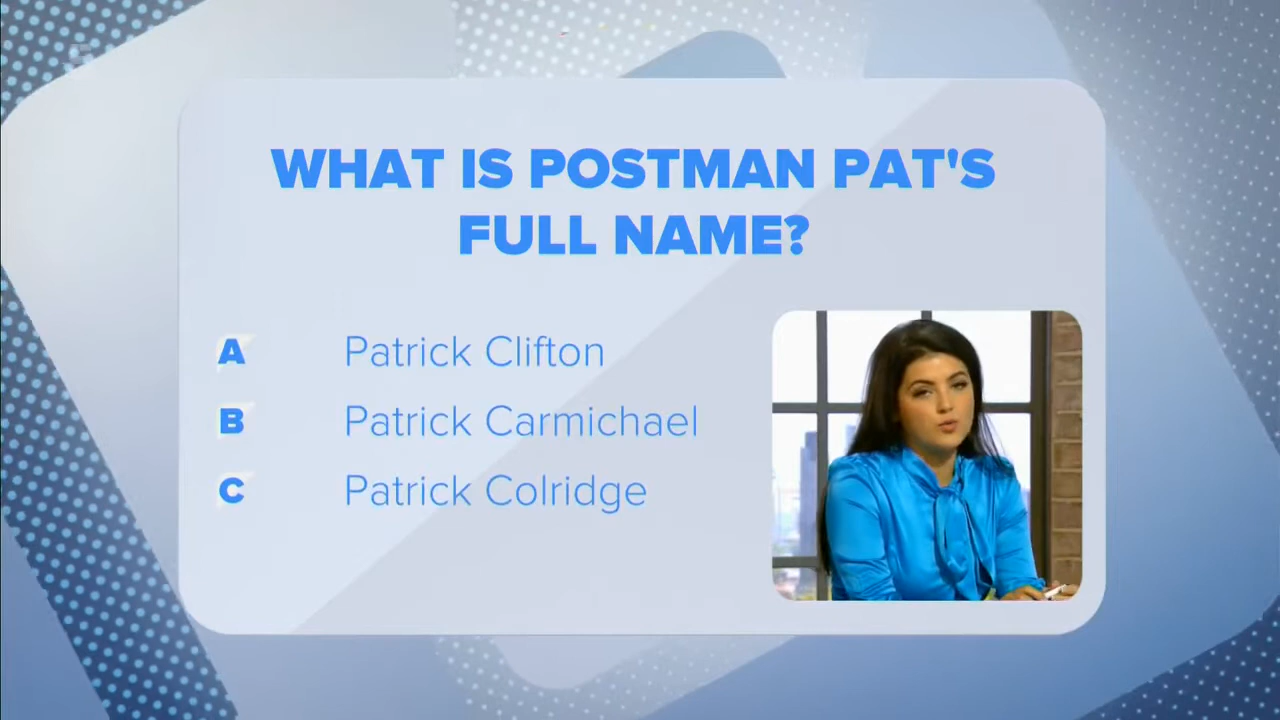 WHAT IS POSTMAN PAT'S
FULL NAME?
A Patrick Clifton
B Patrick Carmichael
C Patrick Colridge